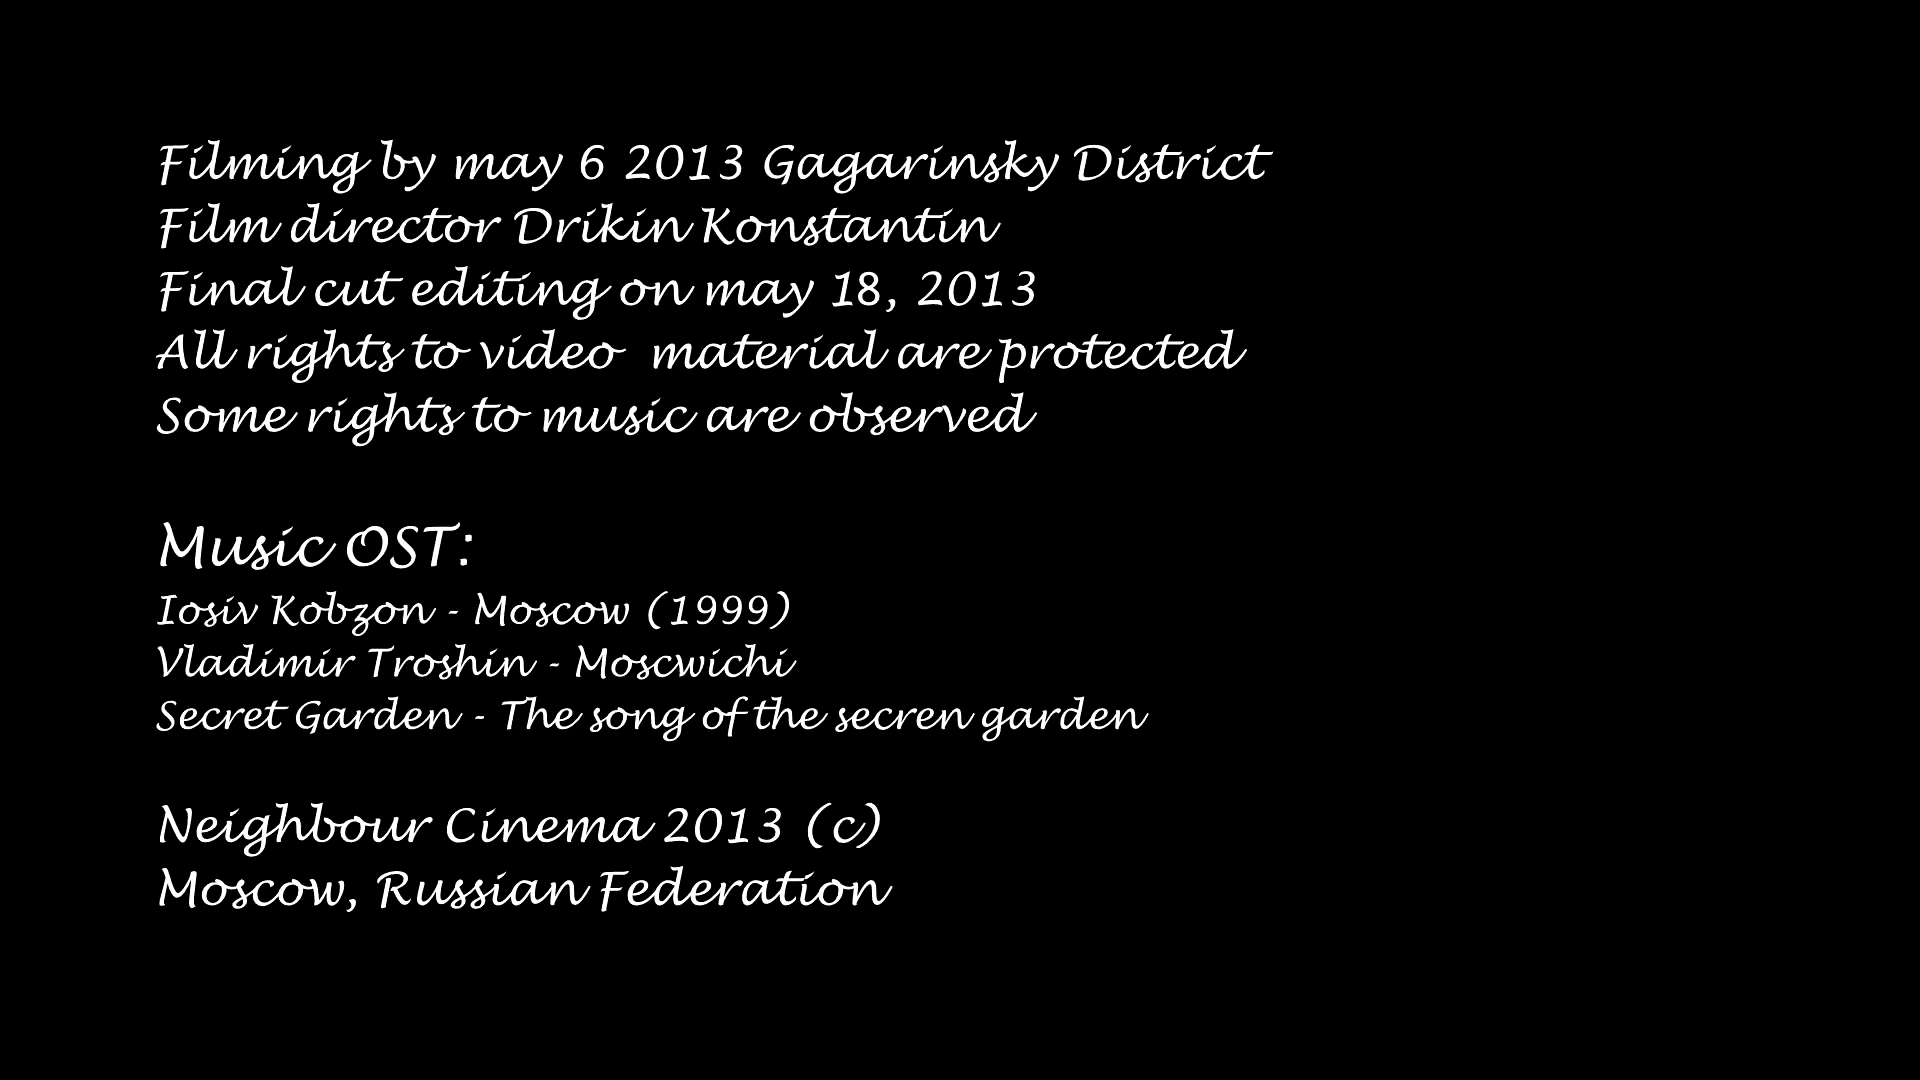 Filming by may 6 2013 Gagarinsky District
Film director Drikin Konstantin
Final cut editing on may 18, 2013
All rights to video  material are protected
Some rights to music are observed
Music OST:
Iosiv Kobzon - Moscow (1999)
Vladimir Troshin - Moscwichi
Secret Garden - The song of the secren garden
Neighbour Cinema 2013 (c)
Moscow, Russian Federation